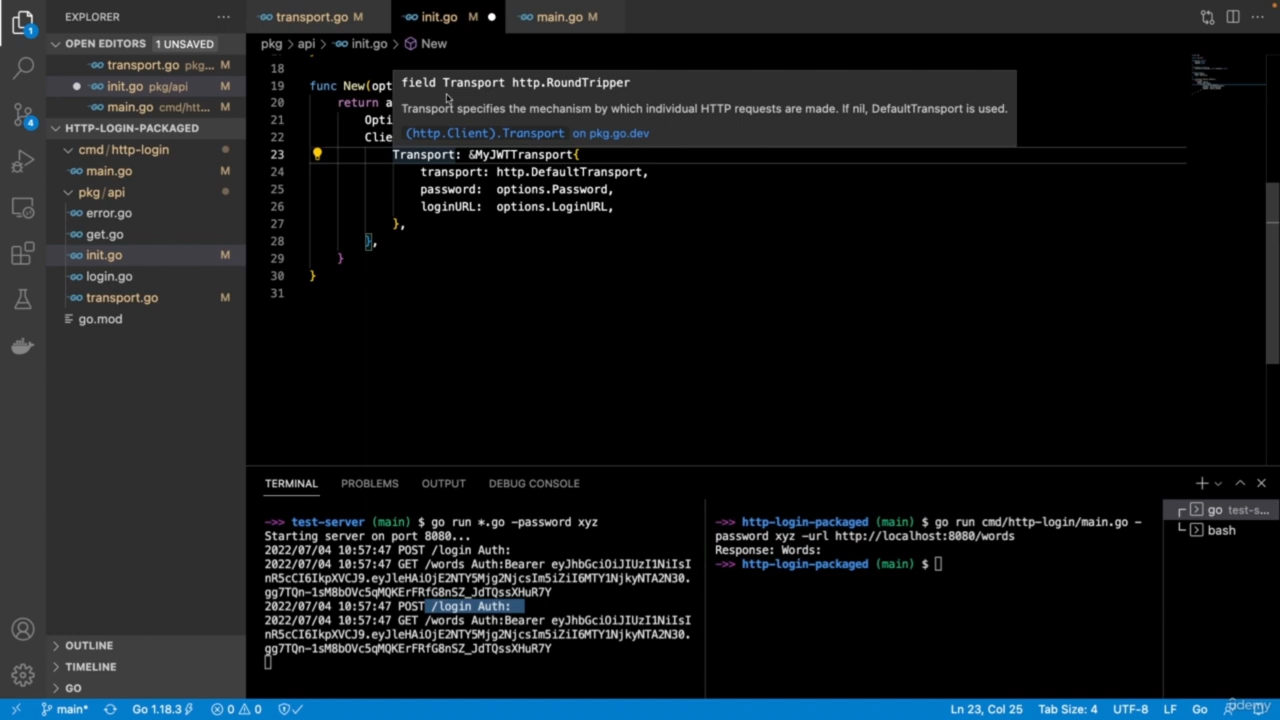 EXPLORER
transport.go M
init.go M
main.go M
OPEN EDITORS 1 UNSAVED
transport.go pkg... M
init.go pkg/api M
main.go cmd/htt... M
HTTP-LOGIN-PACKAGED
cmd/http-login
main.go
pkg/api
error.go
get.go
init.go M
login.go
transport.go M
go.mod
OUTLINE
TIMELINE
GO
1
4
pkg > api > init.go > New
18
19 func New(opt
20 return a
21 Opti
22 Clie
field Transport http.RoundTripper
Transport specifies the mechanism by which individual HTTP requests are made. If nil, DefaultTransport is used.
(http.Client).Transport on pkg.go.dev
23 Transport: &MyJWTTransport{
24 transport: http.DefaultTransport,
25 password: options.Password,
26 loginURL: options.LoginURL,
27 },
28 },
29 }
30 }
31
TERMINAL PROBLEMS OUTPUT DEBUG CONSOLE
->> test-server (main) $ go run *.go -password xyz
Starting server on port 8080...
2022/07/04 10:57:47 POST /login Auth:
2022/07/04 10:57:47 GET /words Auth:Bearer eyJhbGciOiJIUzI1NiIsI
nR5cCI6IkpXVCJ9.eyJleHAiOjE2NTY5Mjg2NjcsIm5iZiI6MTY1NjkyNTA2N30.
gg7TQn-1sM8bOVc5qMQKErFRfG8nSZ_JdTQssXHuR7Y
2022/07/04 10:57:47 POST /login Auth:
2022/07/04 10:57:47 GET /words Auth:Bearer eyJhbGciOiJIUzI1NiIsI
nR5cCI6IkpXVCJ9.eyJleHAiOjE2NTY5Mjg2NjcsIm5iZiI6MTY1NjkyNTA2N30.
gg7TQn-1sM8bOVc5qMQKErFRfG8nSZ_JdTQssXHuR7Y
->> http-login-packaged (main) $ go run cmd/http-login/main.go -
password xyz -url http://localhost:8080/words
Response: Words:
->> http-login-packaged (main) $
go test-s...
bash
main* Go 1.18.3 0 0 Ln 23, Col 25 Tab Size: 4 UTF-8 LF Go
udemy